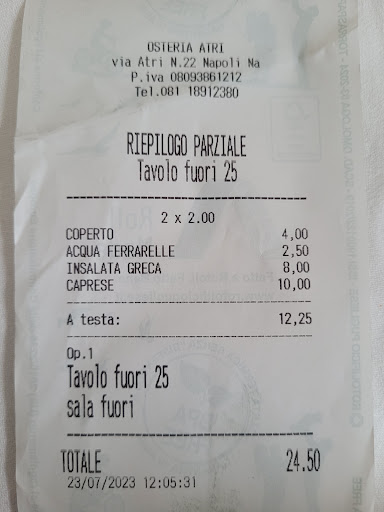 OSTERIA ATRI
via Atri N.22 Napoli Na
P.iva 08093861212
Tel.081 18912380
RIEPILOGO PARZIALE
Tavolo fuori 25
2 x 2.00
COPERTO 4,00
ACQUA FERRARELLE 2,50
INSALATA GRECA 8,00
CAPRESE 10,00
A testa: 12,25
Op.1
Tavolo fuori 25
sala fuori
TOTALE 24.50
23/07/2023 12:05:31